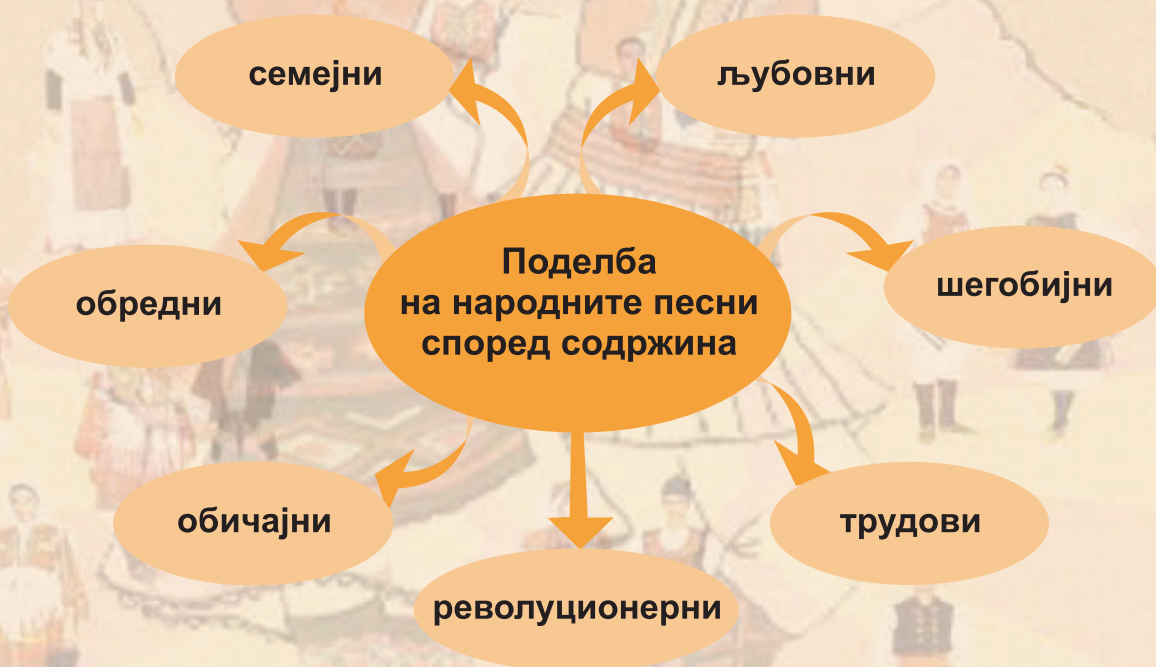 семејни
љубовни
Поделба
на народните песни
според содржина
обредни
шегобијни
обичајни
трудови
револуционерни